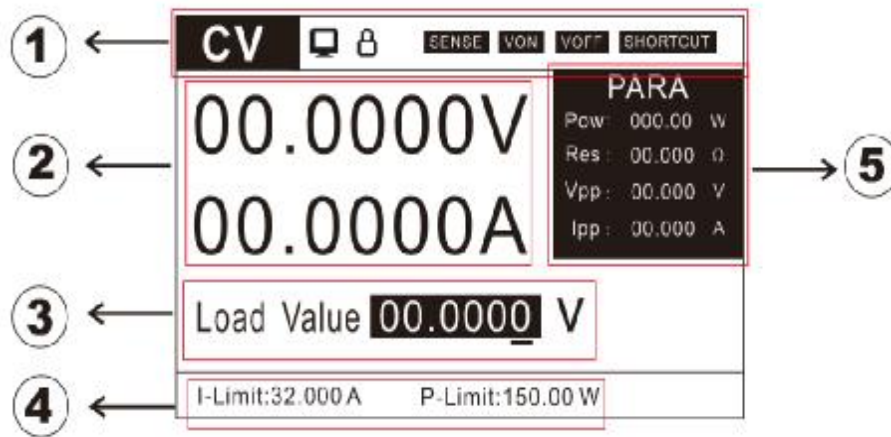 1
CV SENSE VON VOFF SHORTCUT
PARA
00.0000V
Pow: 000.00 W
2
Res : 00.000 Ω
5
Vpp : 00.000 V
00.0000A
Ipp : 00.000 A
3
Load Value 00.0000 V
4
I-Limit:32.000 A P-Limit:150.00 W